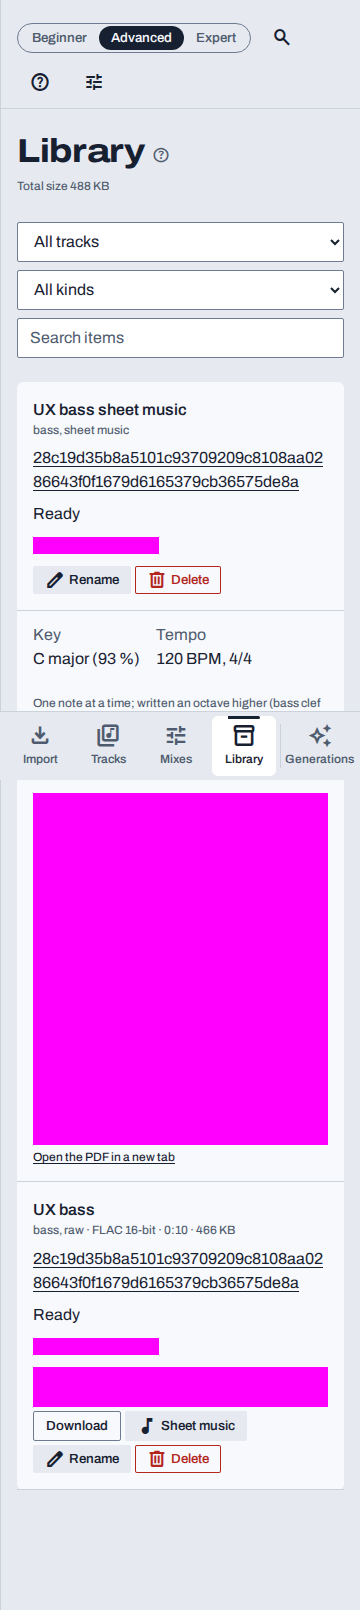 Beginner Advanced Expert
Library
Total size 488 KB
All tracks
All kinds
Search items
UX bass sheet music
bass, sheet music
28c19d35b8a5101c93709209c8108aa02
86643f0f1679d6165379cb36575de8a
Ready
Rename Delete
Key Tempo
C major (93 %) 120 BPM, 4/4
One note at a time; written an octave higher (bass clef
Import Tracks Mixes Library Generations
Open the PDF in a new tab
UX bass
bass, raw · FLAC 16-bit · 0:10 · 466 KB
28c19d35b8a5101c93709209c8108aa02
86643f0f1679d6165379cb36575de8a
Ready
Download Sheet music
Rename Delete